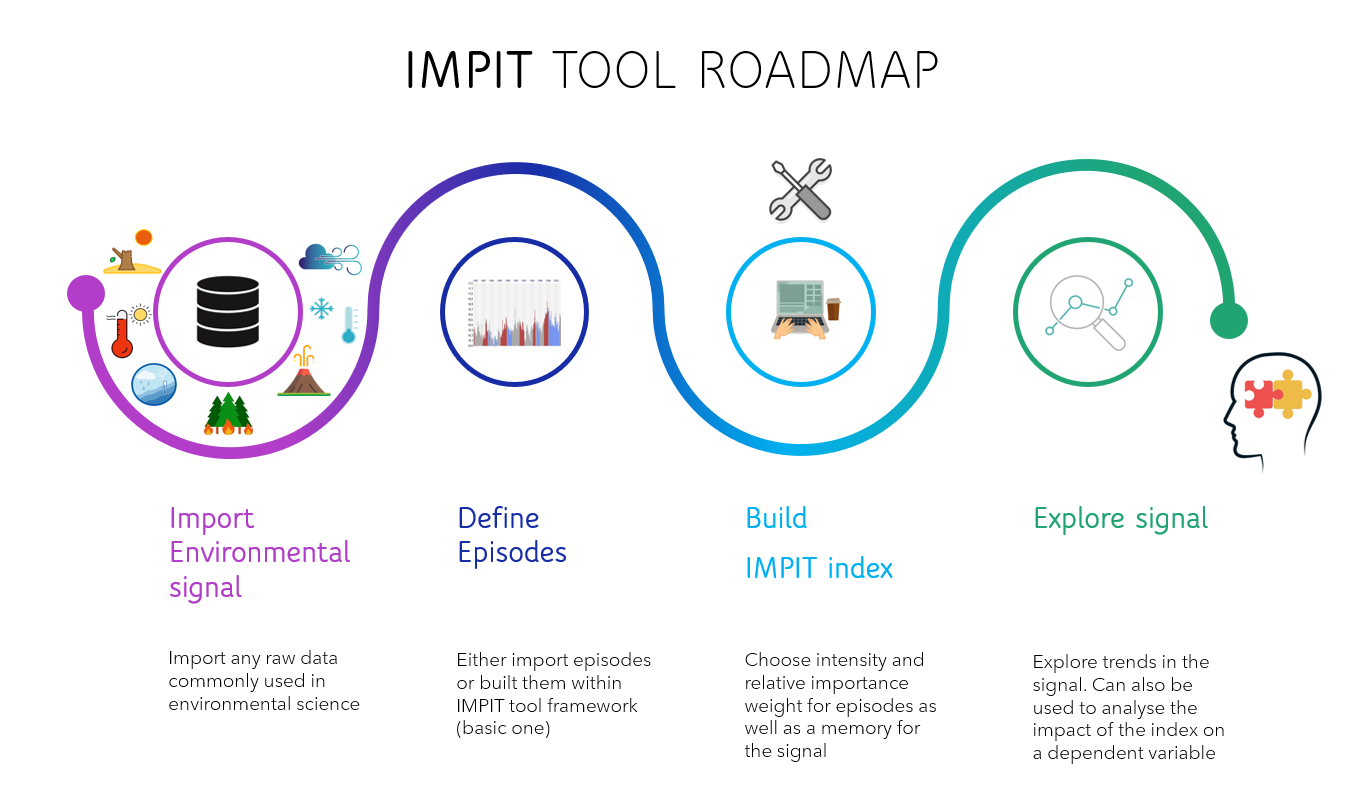 IMPIT TOOL ROADMAP
Import
Environmental
signal
Import any raw data
commonly used in
environmental science
Define
Episodes
Either import episodes
or built them within
IMPIT tool framework
(basic one)
Build
IMPIT index
Choose intensity and
relative importance
weight for episodes as
well as a memory for
the signal
Explore signal
Explore trends in the
signal. Can also be
used to analyse the
impact of the index on
a dependent variable